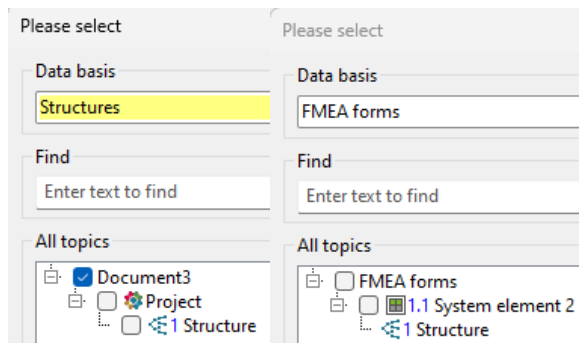 Please select
Data basis
Structures
Find
Enter text to find
All topics
Document3
Project
1 Structure
Please select
Data basis
FMEA forms
Find
Enter text to find
All topics
FMEA forms
1.1 System element 2
1 Structure